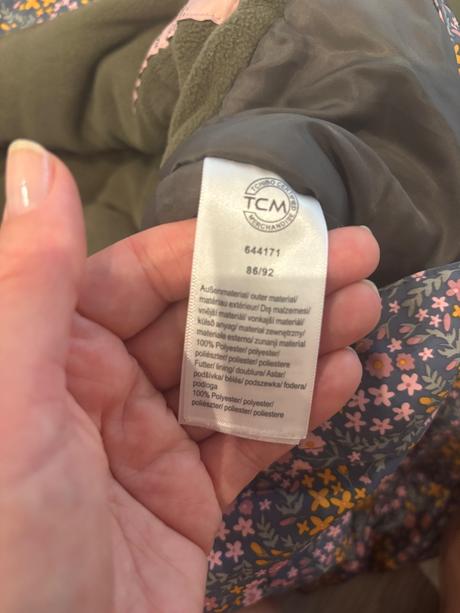 TCHIBO CERTIFIED
TCM
MERCHANDISE
644171
86/92
Außenmaterial/ outer material/
matériau extérieur/ Dış malzemesi/
vnější materiál/ vonkajší materiál/
külső anyag/ materiał zewnętrzny/
materiale esterno/ zunanji material
100% Polyester/ polyester/
poliészter/ poliester/ poliestere
Futter/ lining/ doublure/ Astar/
podšívka/ bélés/ podszewka/ fodera/
podloga
100% Polyester/ polyester/
poliészter/ poliester/ poliestere